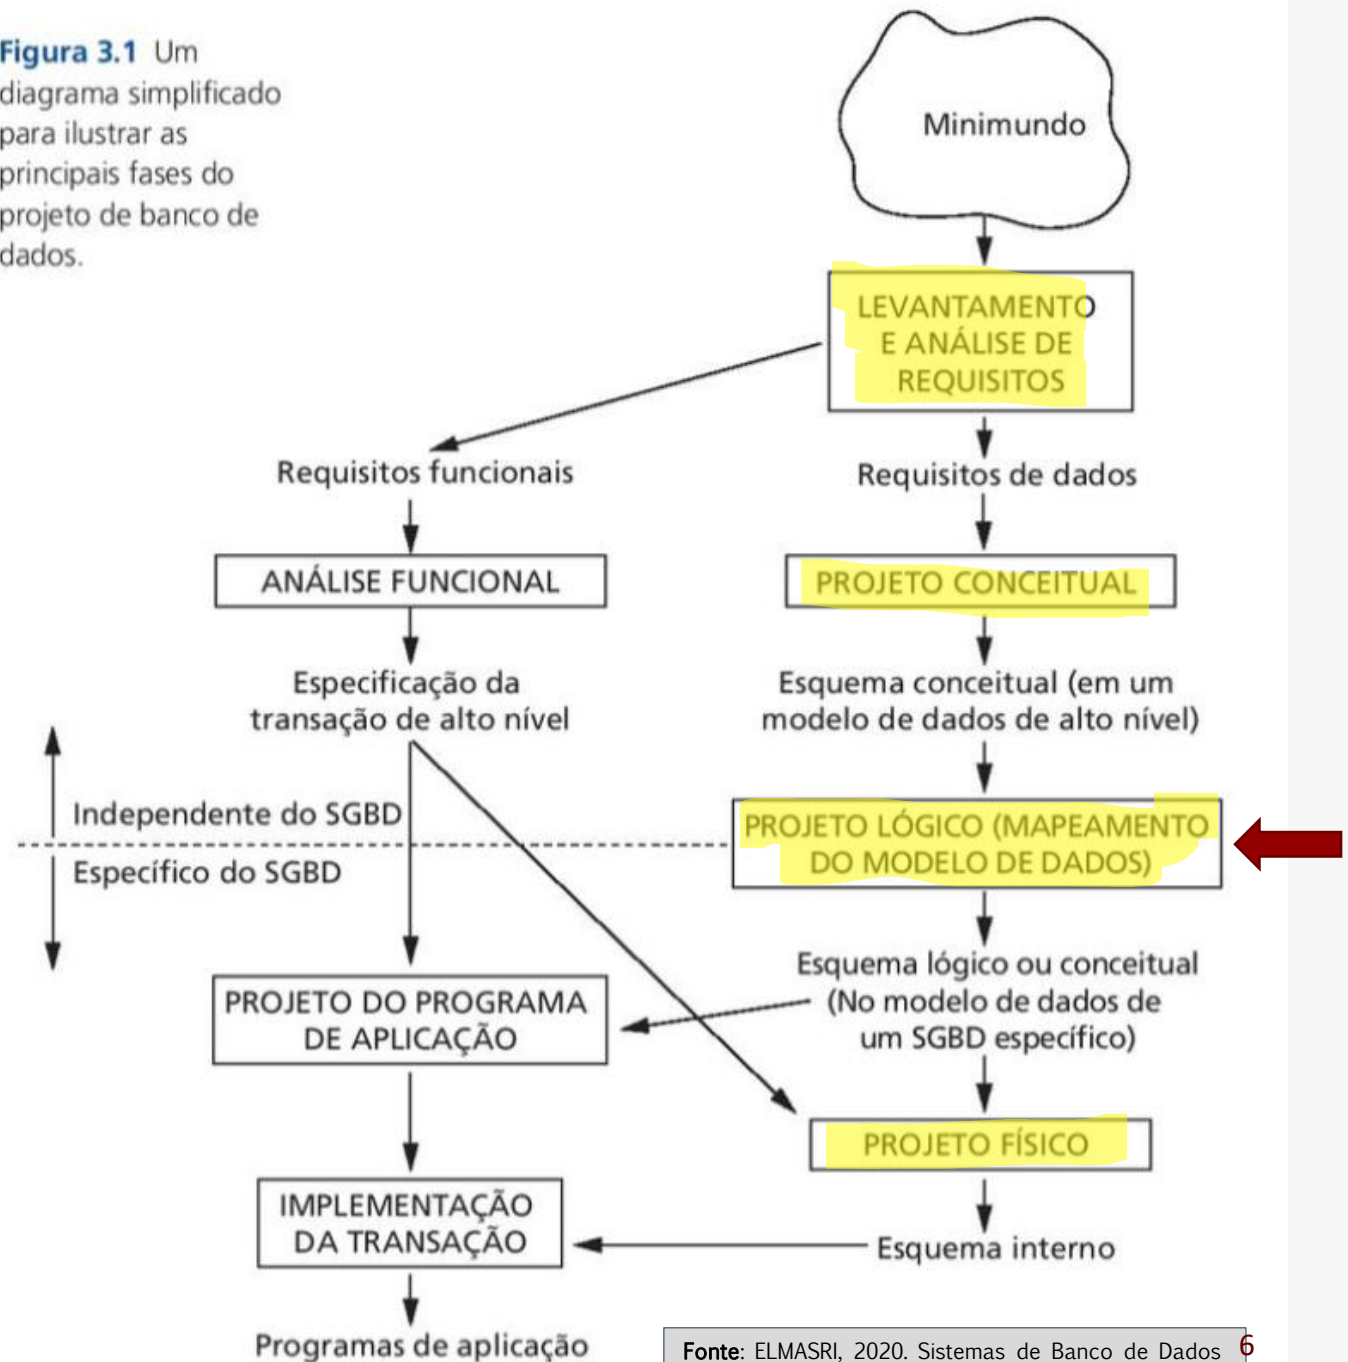 Figura 3.1 Um
diagrama simplificado
para ilustrar as
principais fases do
projeto de banco de
dados.
Minimundo
LEVANTAMENTO
E ANÁLISE DE
REQUISITOS
Requisitos funcionais
Requisitos de dados
ANÁLISE FUNCIONAL
PROJETO CONCEITUAL
Especificação da
transação de alto nível
Esquema conceitual (em um
modelo de dados de alto nível)
Independente do SGBD
Específico do SGBD
PROJETO LÓGICO (MAPEAMENTO
DO MODELO DE DADOS)
Esquema lógico ou conceitual
(No modelo de dados de
um SGBD específico)
PROJETO DO PROGRAMA
DE APLICAÇÃO
PROJETO FÍSICO
IMPLEMENTAÇÃO
DA TRANSAÇÃO
Esquema interno
Programas de aplicação
Fonte: ELMASRI, 2020. Sistemas de Banco de Dados
6